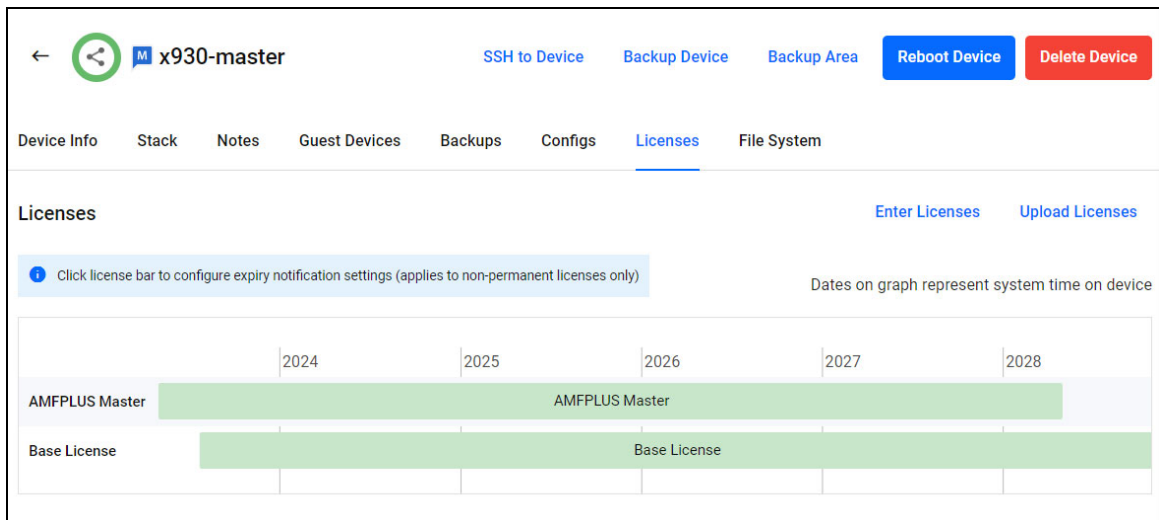 M x930-master SSH to Device Backup Device Backup Area Reboot Device Delete Device
Device Info Stack Notes Guest Devices Backups Configs Licenses File System
Licenses Enter Licenses Upload Licenses
Click license bar to configure expiry notification settings (applies to non-permanent licenses only)
Dates on graph represent system time on device
2024 2025 2026 2027 2028
AMFPLUS Master AMFPLUS Master
Base License Base License